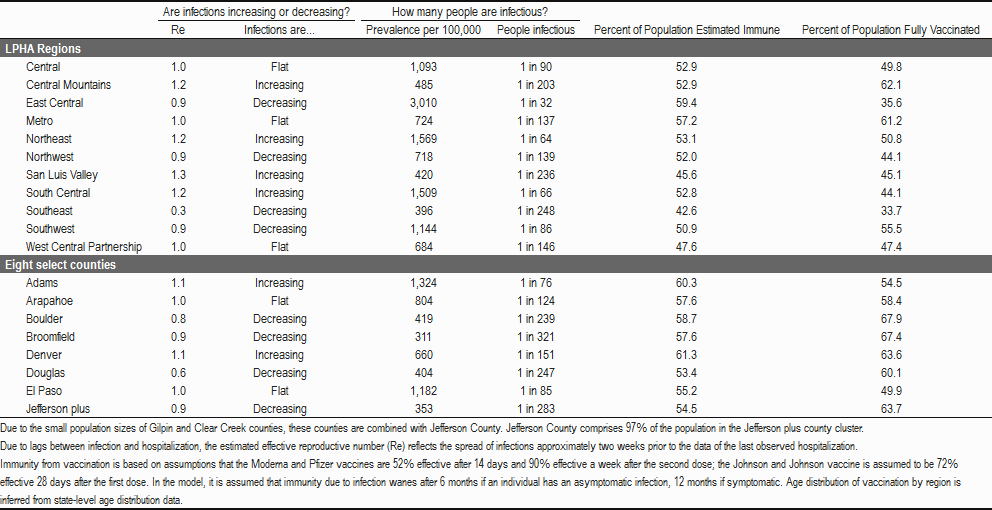 Are infections increasing or decreasing? How many people are infectious?
Re Infections are... Prevalence per 100,000 People infectious Percent of Population Estimated Immune Percent of Population Fully Vaccinated
LPHA Regions
Central 1.0 Flat 1,093 1 in 90 52.9 49.8
Central Mountains 1.2 Increasing 485 1 in 203 52.9 62.1
East Central 0.9 Decreasing 3,010 1 in 32 59.4 35.6
Metro 1.0 Flat 724 1 in 137 57.2 61.2
Northeast 1.2 Increasing 1,569 1 in 64 53.1 50.8
Northwest 0.9 Decreasing 718 1 in 139 52.0 44.1
San Luis Valley 1.3 Increasing 420 1 in 236 45.6 45.1
South Central 1.2 Increasing 1,509 1 in 66 52.8 44.1
Southeast 0.3 Decreasing 396 1 in 248 42.6 33.7
Southwest 0.9 Decreasing 1,144 1 in 86 50.9 55.5
West Central Partnership 1.0 Flat 684 1 in 146 47.6 47.4
Eight select counties
Adams 1.1 Increasing 1,324 1 in 76 60.3 54.5
Arapahoe 1.0 Flat 804 1 in 124 57.6 58.4
Boulder 0.8 Decreasing 419 1 in 239 58.7 67.9
Broomfield 0.9 Decreasing 311 1 in 321 57.6 67.4
Denver 1.1 Increasing 660 1 in 151 61.3 63.6
Douglas 0.6 Decreasing 404 1 in 247 53.4 60.1
El Paso 1.0 Flat 1,182 1 in 85 55.2 49.9
Jefferson plus 0.9 Decreasing 353 1 in 283 54.5 63.7
Due to the small population sizes of Gilpin and Clear Creek counties, these counties are combined with Jefferson County. Jefferson County comprises 97% of the population in the Jefferson plus county cluster.
Due to lags between infection and hospitalization, the estimated effective reproductive number (Re) reflects the spread of infections approximately two weeks prior to the data of the last observed hospitalization.
Immunity from vaccination is based on assumptions that the Moderna and Pfizer vaccines are 52% effective after 14 days and 90% effective a week after the second dose; the Johnson and Johnson vaccine is assumed to be 72%
effective 28 days after the first dose. In the model, it is assumed that immunity due to infection wanes after 6 months if an individual has an asymptomatic infection, 12 months if symptomatic. Age distribution of vaccination by region is
inferred from state-level age distribution data.